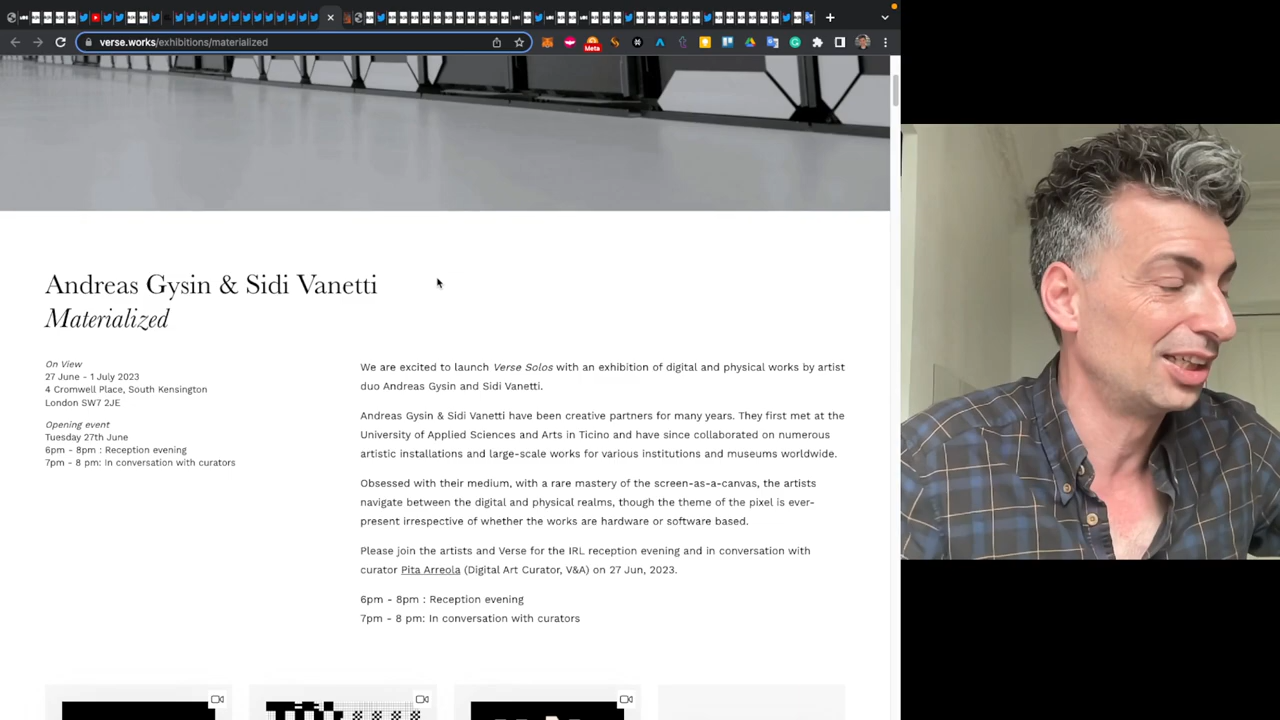 verse.works/exhibitions/materialized
Meta
Andreas Gysin & Sidi Vanetti
Materialized
On View
27 June - 1 July 2023
4 Cromwell Place, South Kensington
London SW7 2JE
Opening event
Tuesday 27th June
6pm - 8pm : Reception evening
7pm - 8 pm: In conversation with curators
We are excited to launch Verse Solos with an exhibition of digital and physical works by artist
duo Andreas Gysin and Sidi Vanetti.
Andreas Gysin & Sidi Vanetti have been creative partners for many years. They first met at the
University of Applied Sciences and Arts in Ticino and have since collaborated on numerous
artistic installations and large-scale works for various institutions and museums worldwide.
Obsessed with their medium, with a rare mastery of the screen-as-a-canvas, the artists
navigate between the digital and physical realms, though the theme of the pixel is ever-
present irrespective of whether the works are hardware or software based.
Please join the artists and Verse for the IRL reception evening and in conversation with
curator Pita Arreola (Digital Art Curator, V&A) on 27 Jun, 2023.
6pm - 8pm : Reception evening
7pm - 8 pm: In conversation with curators